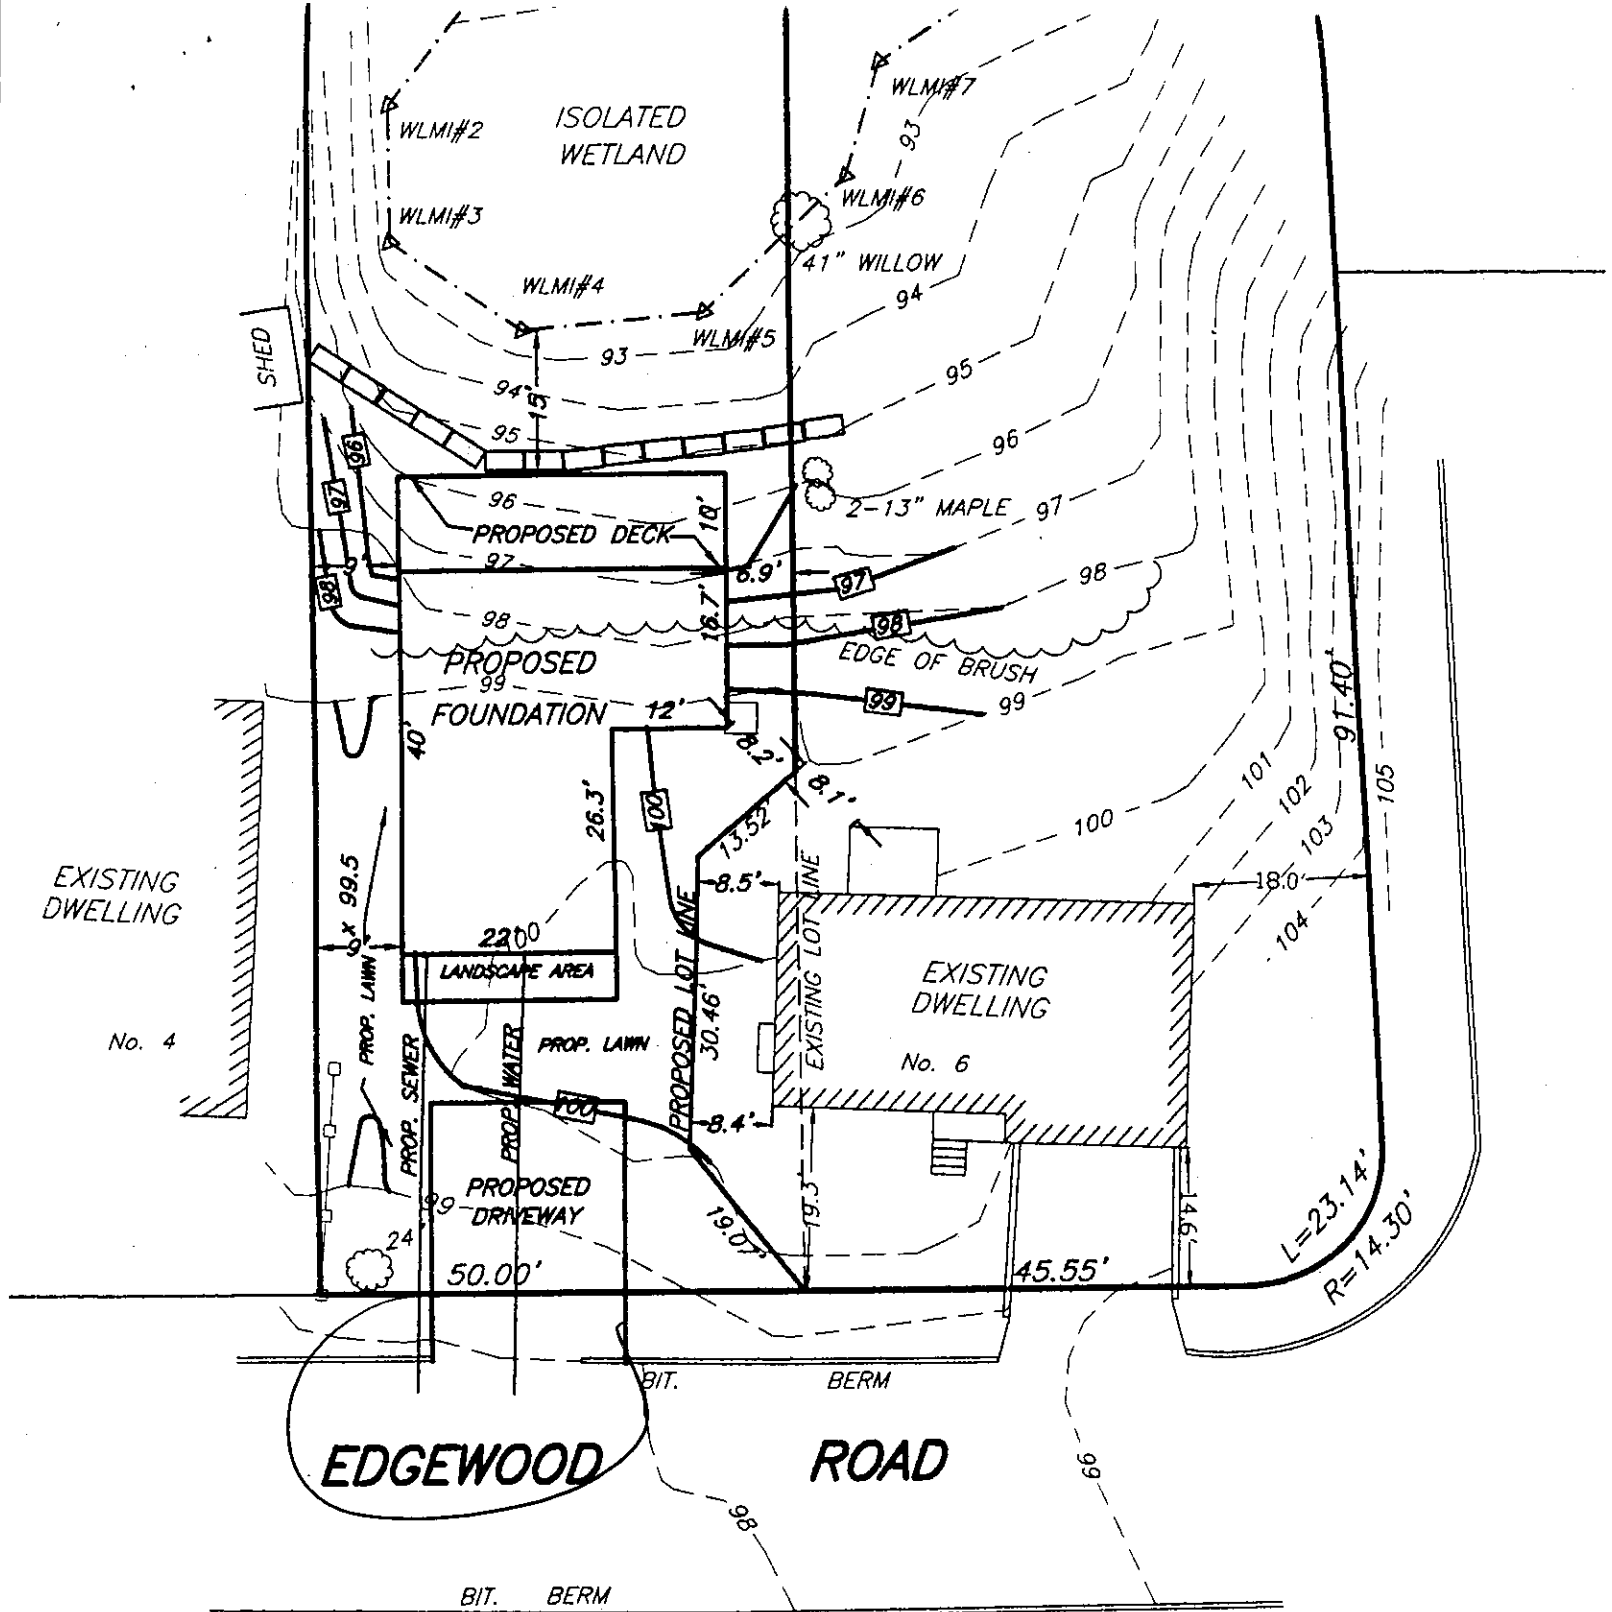 WLMI#7
WLMI#2
ISOLATED
WETLAND
93
WLMI#3
WLMI#6
41" WILLOW
WLMI#4
94
WLMI#5
93
SHED
94
15'
95
95
96
96
97
96
10'
2-13" MAPLE
97
PROPOSED DECK
97
9'
6.9'
97
98
98
98
16.7'
98
PROPOSED
EDGE OF BRUSH
99
FOUNDATION
12'
99
99
91.40'
40'
8.2'
101
102
103
105
8.1'
26.3'
100
100
13.52'
EXISTING
DWELLING
x 99.5
8.5'
18.0'
104
9'
22'
100
LANDSCAPE AREA
EXISTING LOT LINE
EXISTING
DWELLING
No. 4
PROP. LAWN
PROP. SEWER
PROP. WATER
PROP. LAWN
PROPOSED LOT LINE
30.46'
No. 6
100
8.4'
PROPOSED
DRIVEWAY
99
24
19.07'
19.3'
14.6'
L=23.14'
R=14.30'
50.00'
45.55'
BIT. BERM
EDGEWOOD ROAD
99
98
BIT. BERM